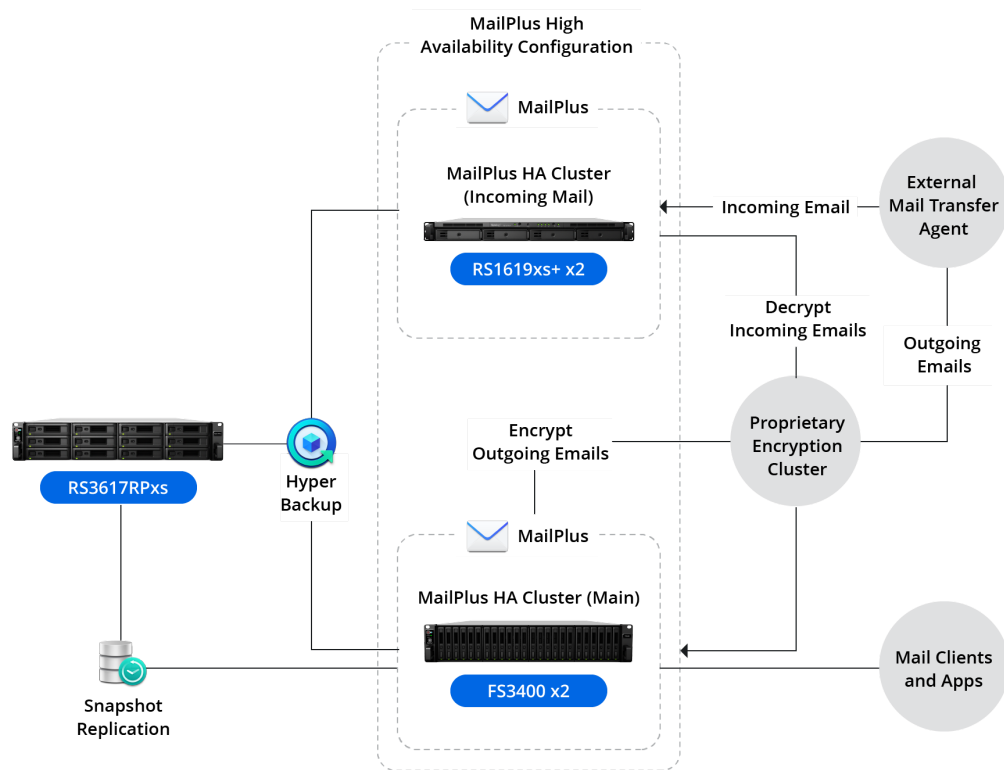 MailPlus High
Availability Configuration
MailPlus
MailPlus HA Cluster
(Incoming Mail)
RS1619xs+ x2
Incoming Email
External
Mail Transfer
Agent
Decrypt
Incoming Emails
Outgoing
Emails
Proprietary
Encryption
Cluster
Encrypt
Outgoing Emails
RS3617RPxs
Hyper
Backup
MailPlus
MailPlus HA Cluster (Main)
FS3400 x2
Mail Clients
and Apps
Snapshot
Replication